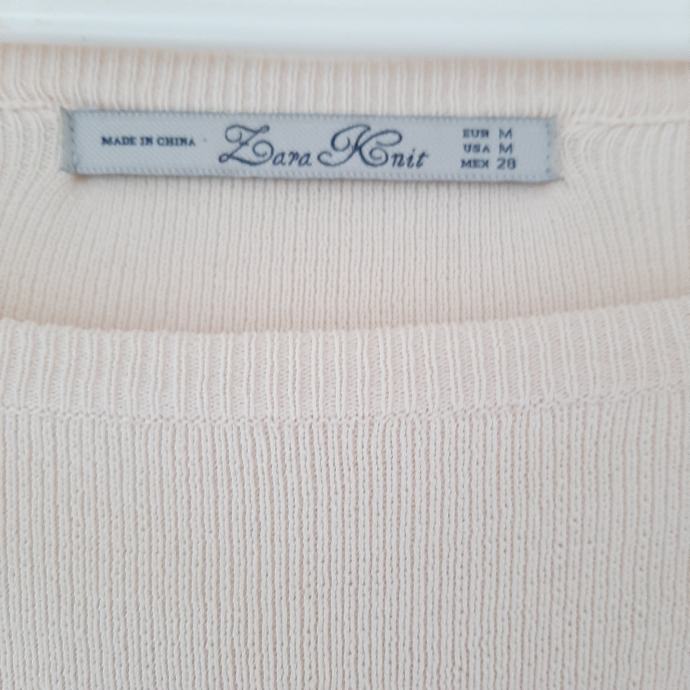 MADE IN CHINA
Zara Knit
EUR M
USA M
MEX 28